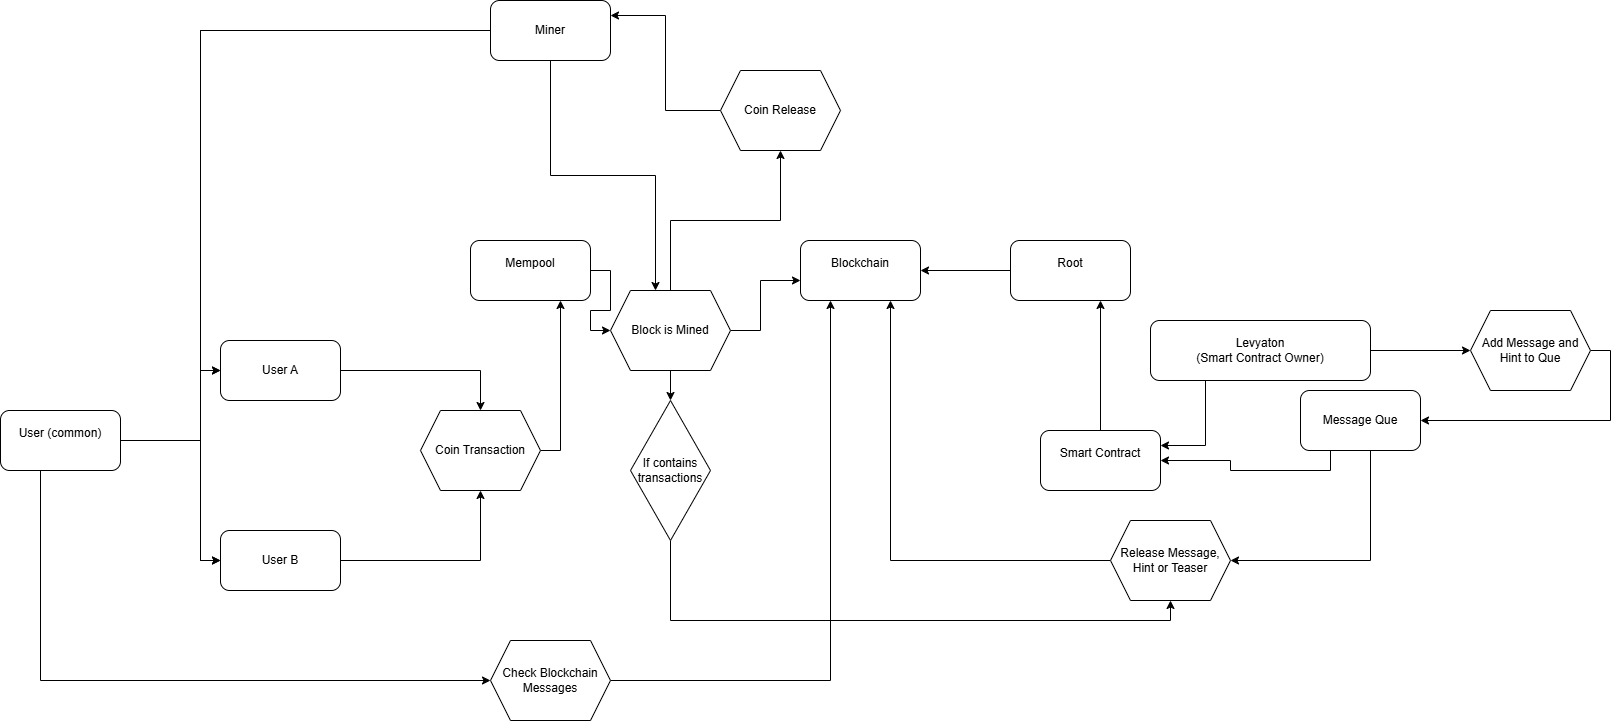 Miner
Coin Release
Mempool
Blockchain
Root
Block is Mined
Levyaton
(Smart Contract Owner)
Add Message and
Hint to Que
User A
Message Que
User (common)
Coin Transaction
Smart Contract
If contains
transactions
User B
Release Message,
Hint or Teaser
Check Blockchain
Messages